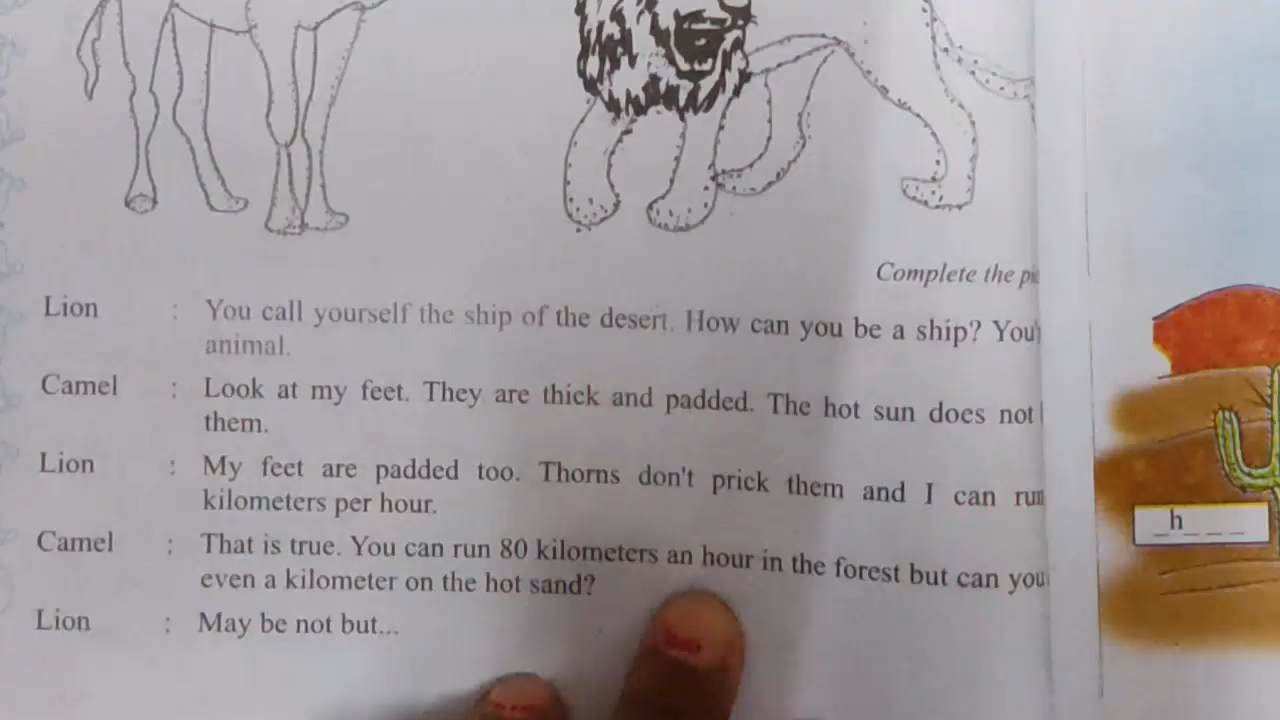 Complete the
Lion : You call yourself the ship of the desert. How can you be a ship? You
animal.
Camel : Look at my feet. They are thick and padded. The hot sun does not
them.
Lion : My feet are padded too. Thorns don't prick them and I can run
kilometers per hour.
Camel : That is true. You can run 80 kilometers an hour in the forest but can you
even a kilometer on the hot sand?
Lion : May be not but...
_ h _ _ _